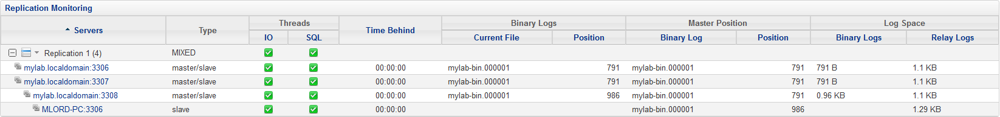 Replication Monitoring
Servers Type Threads Time Behind Binary Logs Master Position Log Space
IO SQL Current File Position Binary Log Position Binary Logs Relay Logs
Replication 1 (4) MIXED
mylab.localdomain:3306 master/slave 00:00:00 mylab-bin.000001 791 mylab-bin.000001 791 791 B 1.1 KB
mylab.localdomain:3307 master/slave 00:00:00 mylab-bin.000001 791 mylab-bin.000001 791 791 B 1.1 KB
mylab.localdomain:3308 master/slave 00:00:00 mylab-bin.000001 986 mylab-bin.000001 791 0.96 KB 1.1 KB
MLORD-PC:3306 slave 00:00:00 mylab-bin.000001 986 1.29 KB